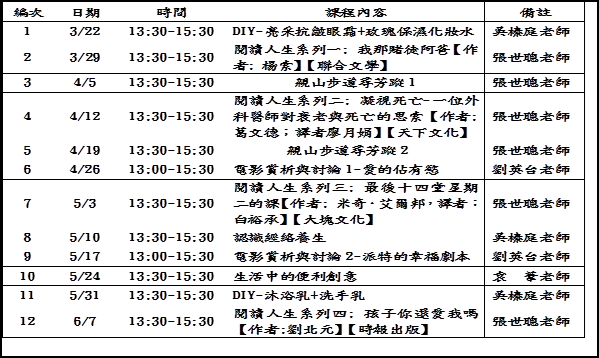 編次 日期 時間 課程內容 備註
1 3/22 13:30-15:30 DIY-亮采抗皺眼霜+玫瑰保濕化妝水 吳榛庭老師
2 3/29 13:30-15:30 閱讀人生系列一: 我那賭徒阿爸【作
者: 楊索】【聯合文學】 張世聰老師
3 4/5 13:30-15:30 親山步道尋芳蹤1 張世聰老師
4 4/12 13:30-15:30 閱讀人生系列二: 凝視死亡-一位外
科醫師對衰老與死亡的思索【作者:
葛文德;譯者廖月娟】【天下文化】 張世聰老師
5 4/19 13:30-15:30 親山步道尋芳蹤2 張世聰老師
6 4/26 13:00-15:30 電影賞析與討論1-愛的佔有慾 劉英台老師
7 5/3 13:30-15:30 閱讀人生系列三: 最後十四堂星期
二的課【作者: 米奇‧艾爾邦,譯者:
白裕承】【大塊文化】 張世聰老師
8 5/10 13:30-15:30 認識經絡養生 吳榛庭老師
9 5/17 13:00-15:30 電影賞析與討論2-派特的幸福劇本 劉英台老師
10 5/24 13:30-15:30 生活中的便利創意 袁 華老師
11 5/31 13:30-15:30 DIY-沐浴乳+洗手乳 吳榛庭老師
12 6/7 13:30-15:30 閱讀人生系列四: 孩子你還愛我嗎
【作者:劉北元】【時報出版】 張世聰老師